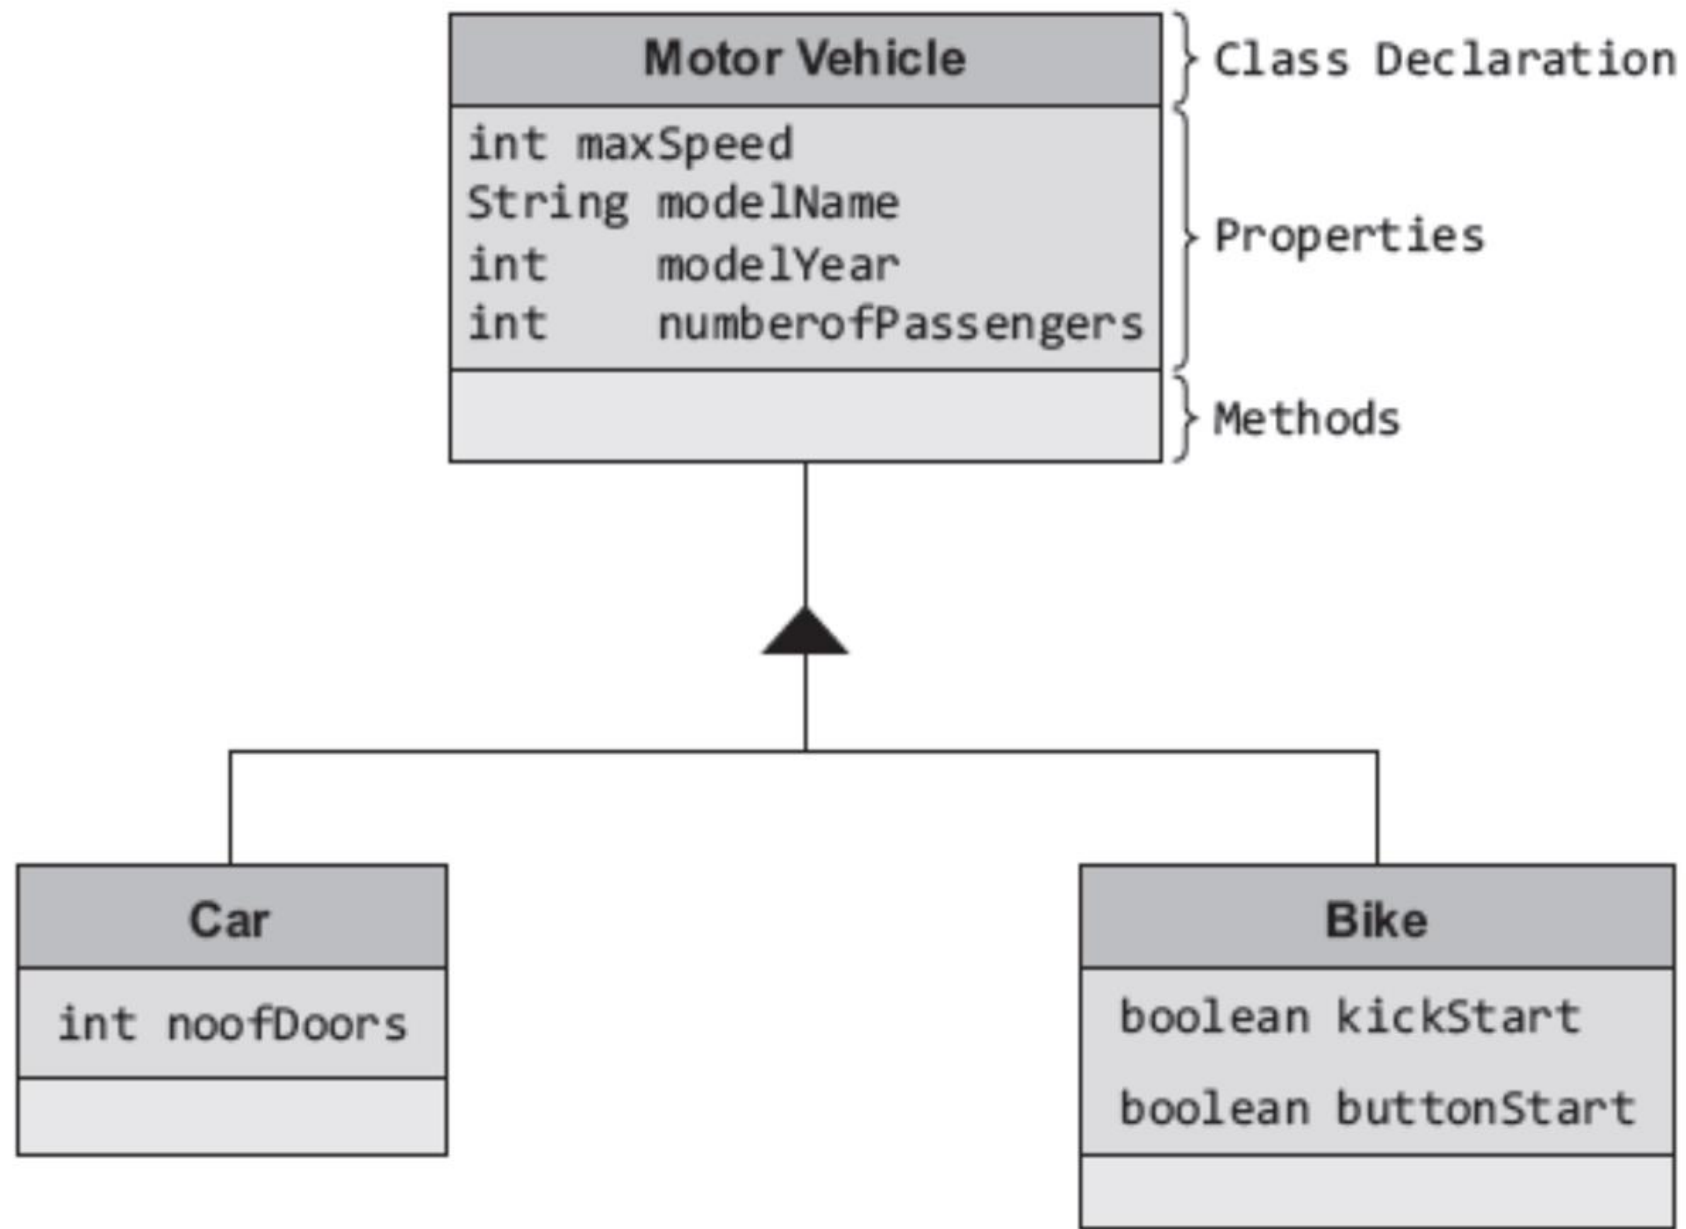 Motor Vehicle
Class Declaration
int maxSpeed
String modelName
int modelYear
int numberofPassengers
Properties
Methods
Car
int noofDoors
Bike
boolean kickStart
boolean buttonStart